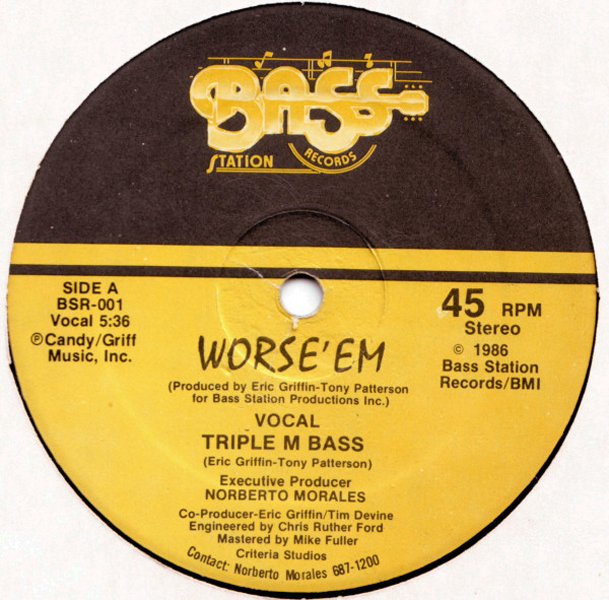 BASS
STATION RECORDS
SIDE A
BSR-001
Vocal 5:36
℗Candy/Griff
Music, Inc.
45 RPM
Stereo
© 1986
Bass Station
Records/BMI
WORSE'EM
(Produced by Eric Griffin-Tony Patterson
for Bass Station Productions Inc.)
VOCAL
TRIPLE M BASS
(Eric Griffin-Tony Patterson)
Executive Producer
NORBERTO MORALES
Co-Producer-Eric Griffin/Tim Devine
Engineered by Chris Ruther Ford
Mastered by Mike Fuller
Criteria Studios
Contact: Norberto Morales 687-1200